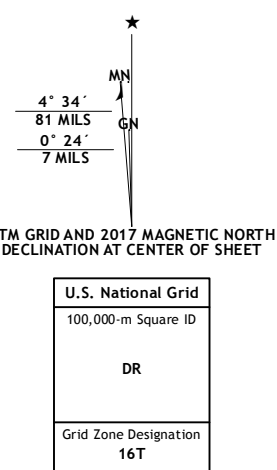 ★
MN
GN
4° 34´
81 MILS
0° 24´
7 MILS
TM GRID AND 2017 MAGNETIC NORTH
DECLINATION AT CENTER OF SHEET
U.S. National Grid
100,000-m Square ID
DR
Grid Zone Designation
16T